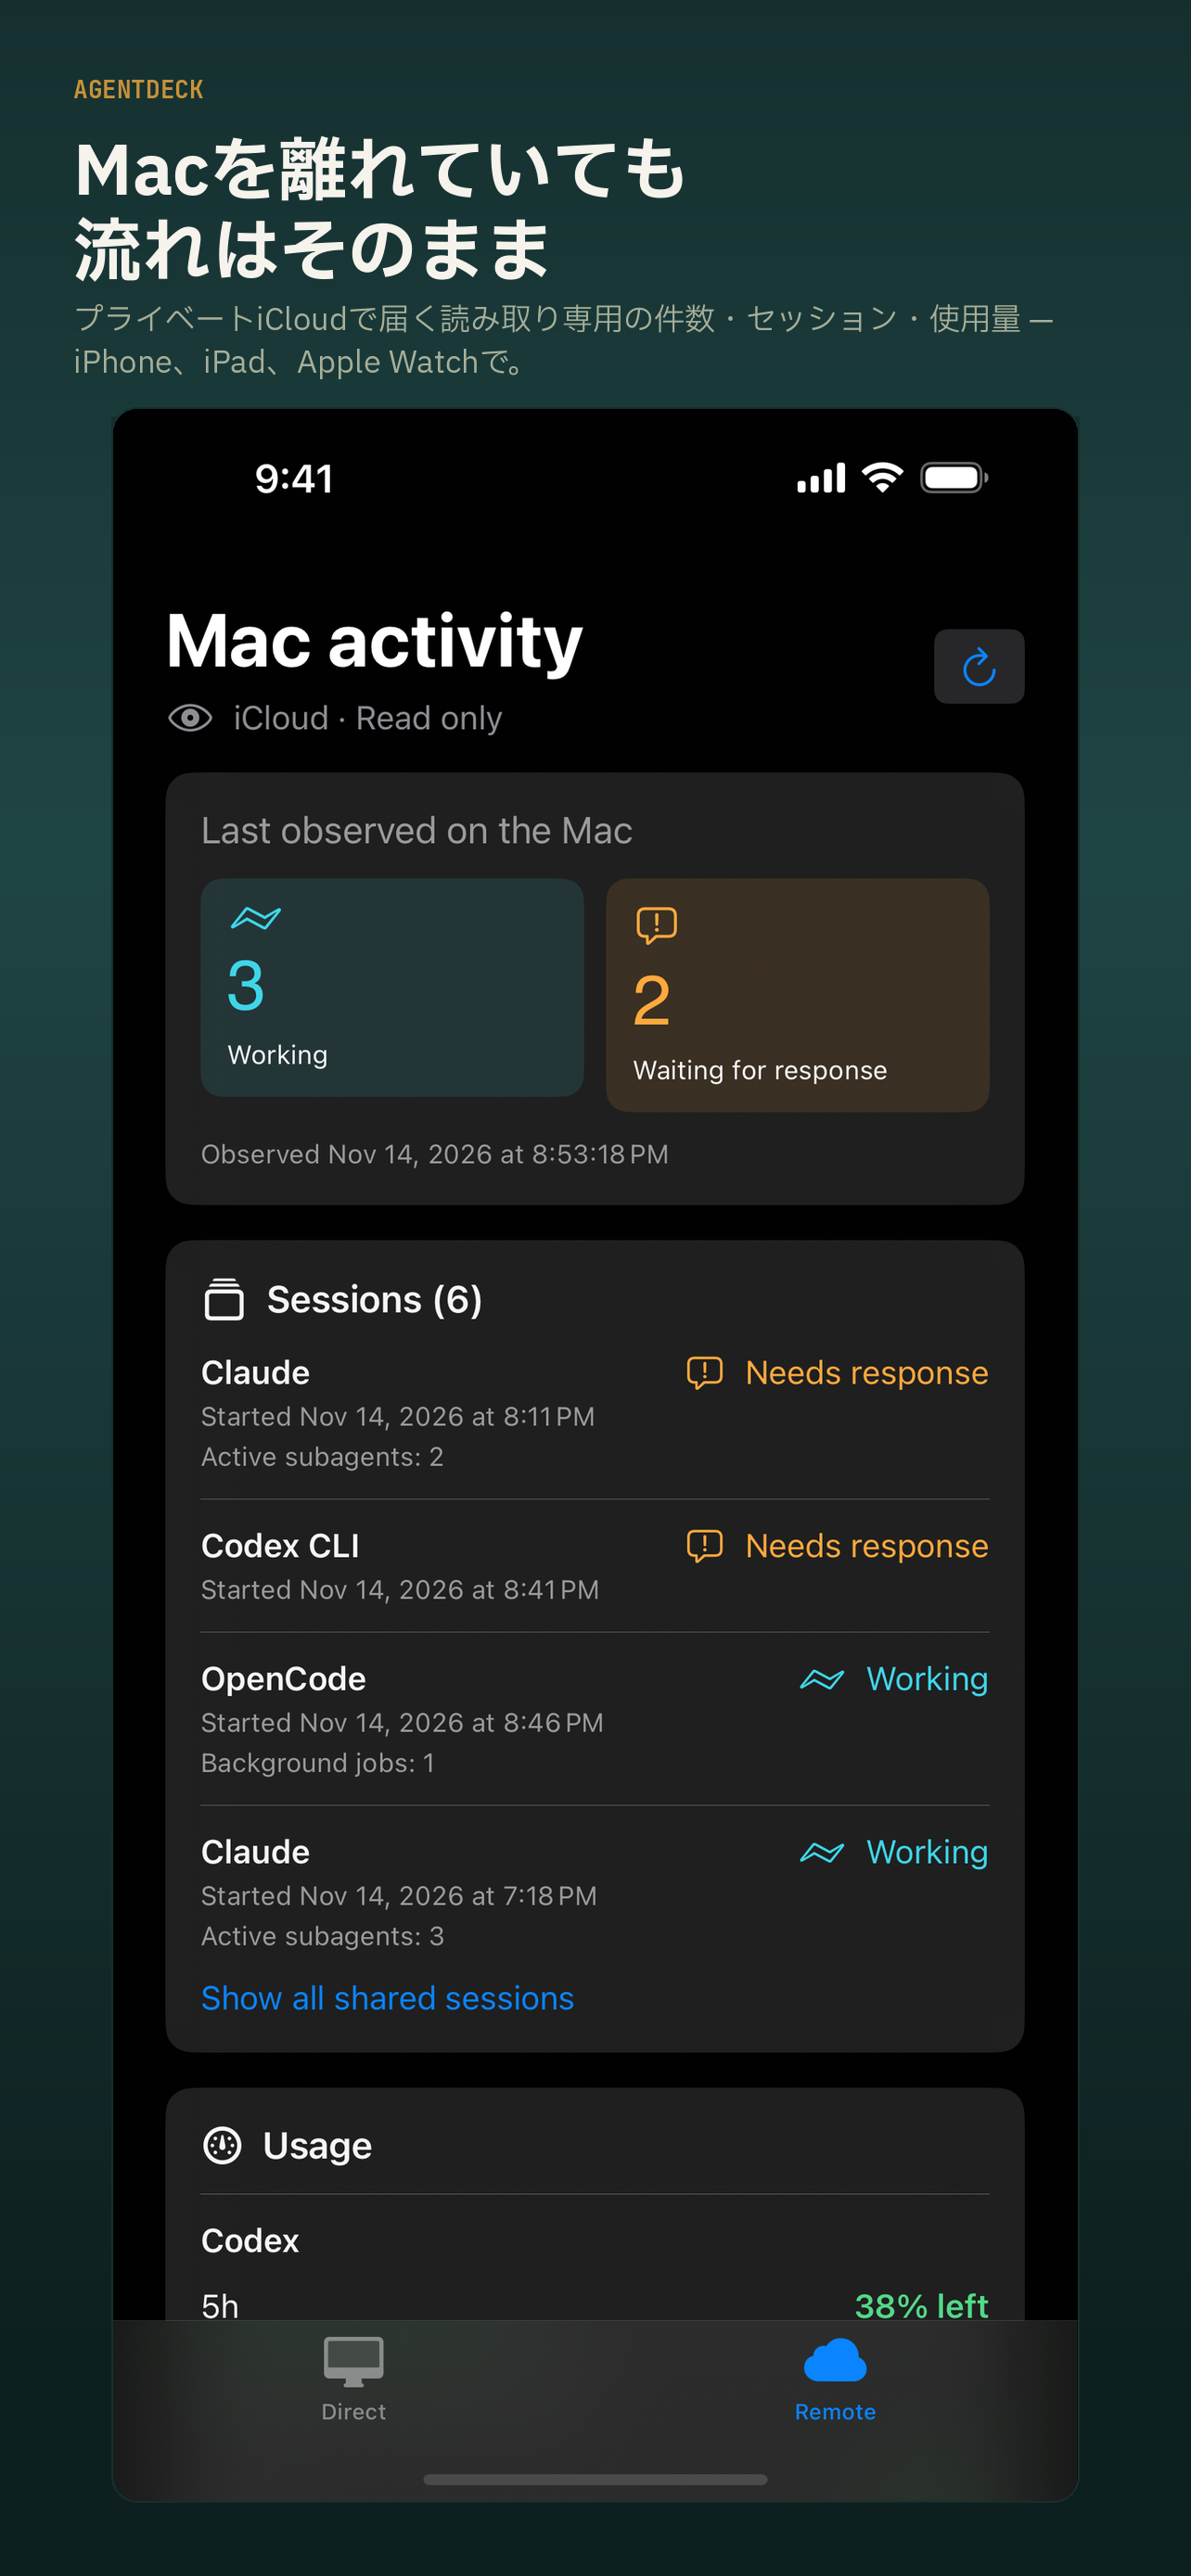 AGENTDECK
Macを離れていても
流れはそのまま
プライベートiCloudで届く読み取り専用の件数・セッション・使用量 —
iPhone、iPad、Apple Watchで。
9:41
Mac activity
iCloud · Read only
Last observed on the Mac
3
Working
2
Waiting for response
Observed Nov 14, 2026 at 8:53:18 PM
Sessions (6)
Claude
Needs response
Started Nov 14, 2026 at 8:11 PM
Active subagents: 2
Codex CLI
Needs response
Started Nov 14, 2026 at 8:41 PM
OpenCode
Working
Started Nov 14, 2026 at 8:46 PM
Background jobs: 1
Claude
Working
Started Nov 14, 2026 at 7:18 PM
Active subagents: 3
Show all shared sessions
Usage
Codex
5h
38% left
Direct
Remote